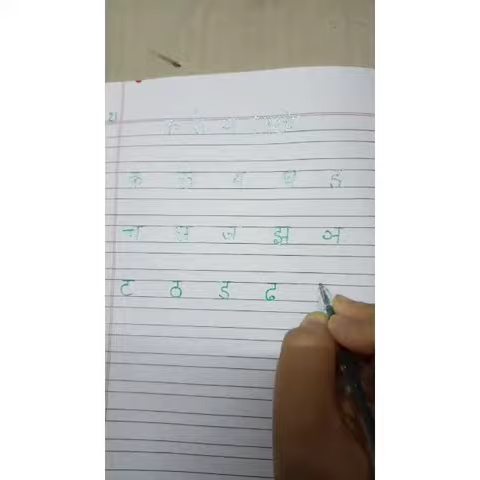 क ख ग घ ङ
च छ ज झ ञ
ट ठ ड ढ